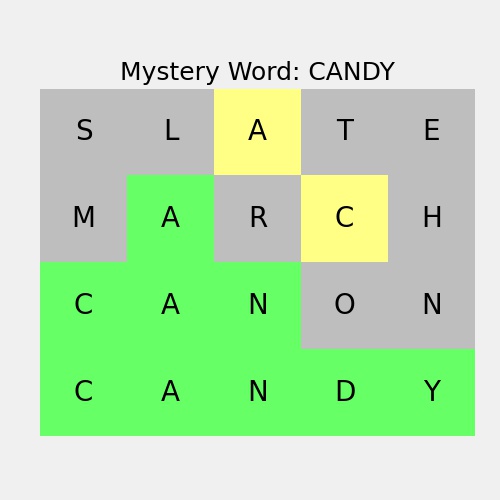 Mystery Word: CANDY
S L A T E
M A R C H
C A N O N
C A N D Y